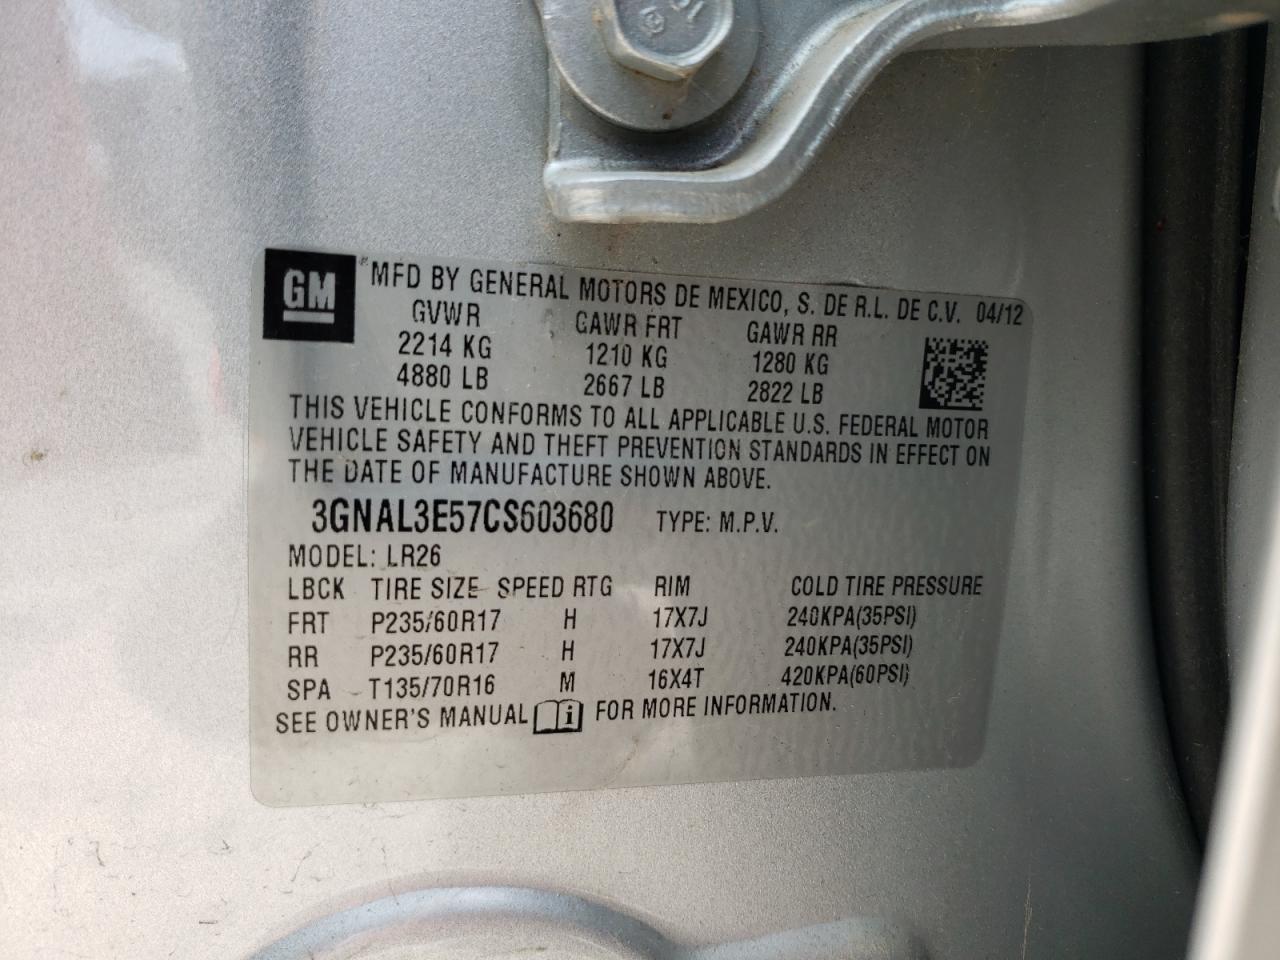 GM
MFD BY GENERAL MOTORS DE MEXICO, S. DE R.L. DE C.V. 04/12
GVWR GAWR FRT GAWR RR
2214 KG 1210 KG 1280 KG
4880 LB 2667 LB 2822 LB
THIS VEHICLE CONFORMS TO ALL APPLICABLE U.S. FEDERAL MOTOR
VEHICLE SAFETY AND THEFT PREVENTION STANDARDS IN EFFECT ON
THE DATE OF MANUFACTURE SHOWN ABOVE.
3GNAL3E57CS603680 TYPE: M.P.V.
MODEL: LR26
LBCK TIRE SIZE SPEED RTG RIM COLD TIRE PRESSURE
FRT P235/60R17 H 17X7J 240KPA(35PSI)
RR P235/60R17 H 17X7J 240KPA(35PSI)
SPA T135/70R16 M 16X4T 420KPA(60PSI)
SEE OWNER'S MANUAL i FOR MORE INFORMATION.